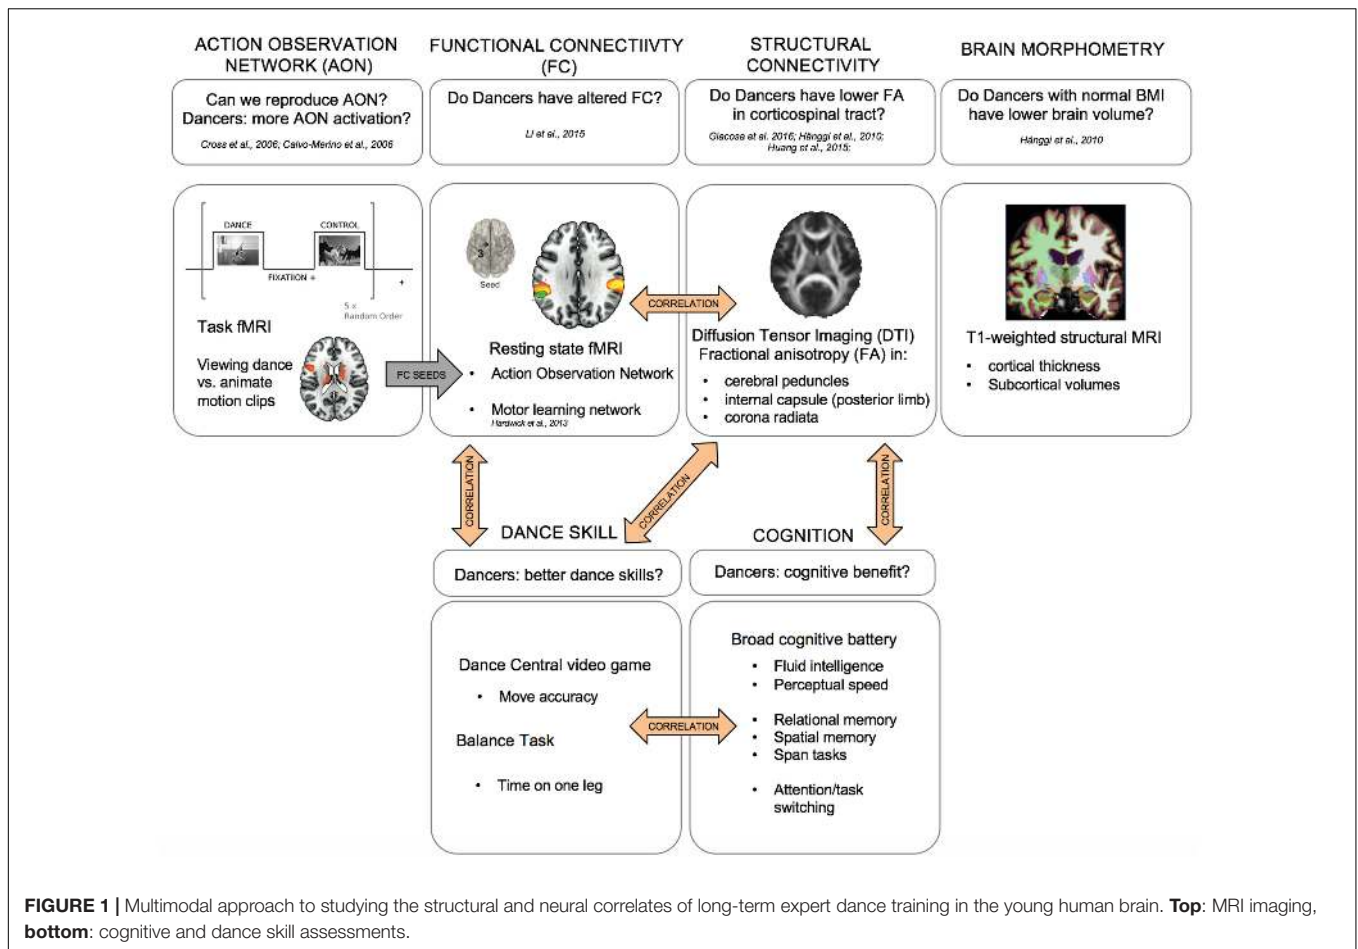 ACTION OBSERVATION
NETWORK (AON)
Can we reproduce AON?
Dancers: more AON activation?
Cross et al., 2006; Calvo-Merino et al., 2006
DANCE
CONTROL
FIXATIION +
+
5 x
Random Order
Task fMRI
Viewing dance
vs. animate
motion clips
FC SEEDS
FUNCTIONAL CONNECTIIVTY
(FC)
Do Dancers have altered FC?
Li et al., 2015
3
Seed
Resting state fMRI
• Action Observation Network
• Motor learning network
Hardwick et al., 2013
CORRELATION
STRUCTURAL
CONNECTIVITY
Do Dancers have lower FA
in corticospinal tract?
Giacosa et al. 2016; Hänggi et al., 2010;
Huang et al., 2015;
Diffusion Tensor Imaging (DTI)
Fractional anisotropy (FA) in:
• cerebral peduncles
• internal capsule (posterior limb)
• corona radiata
BRAIN MORPHOMETRY
Do Dancers with normal BMI
have lower brain volume?
Hänggi et al., 2010
T1-weighted structural MRI
• cortical thickness
• Subcortical volumes
CORRELATION
CORRELATION
CORRELATION
DANCE SKILL
Dancers: better dance skills?
Dance Central video game
• Move accuracy
Balance Task
• Time on one leg
CORRELATION
COGNITION
Dancers: cognitive benefit?
Broad cognitive battery
• Fluid intelligence
• Perceptual speed
• Relational memory
• Spatial memory
• Span tasks
• Attention/task
switching
FIGURE 1 | Multimodal approach to studying the structural and neural correlates of long-term expert dance training in the young human brain. Top: MRI imaging,
bottom: cognitive and dance skill assessments.